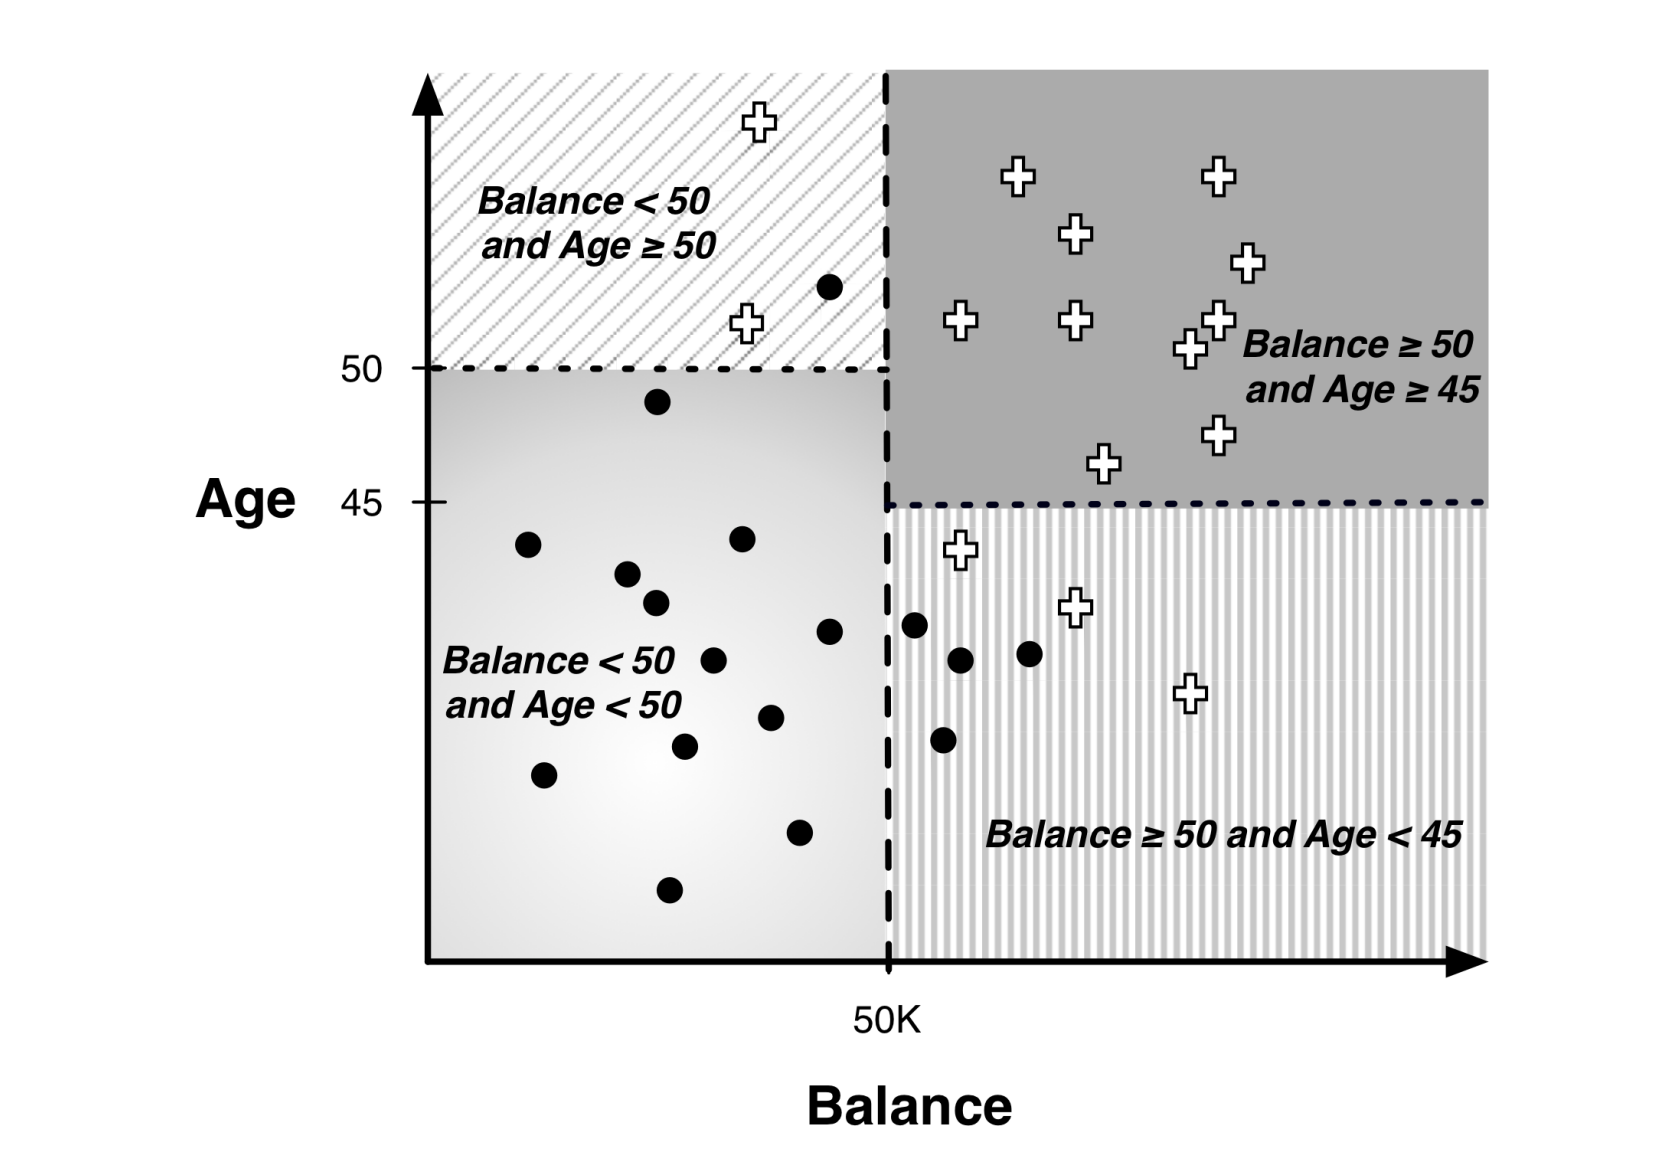 Balance < 50
and Age ≥ 50
Balance ≥ 50
and Age ≥ 45
50
Age
45
Balance < 50
and Age < 50
Balance ≥ 50 and Age < 45
50K
Balance